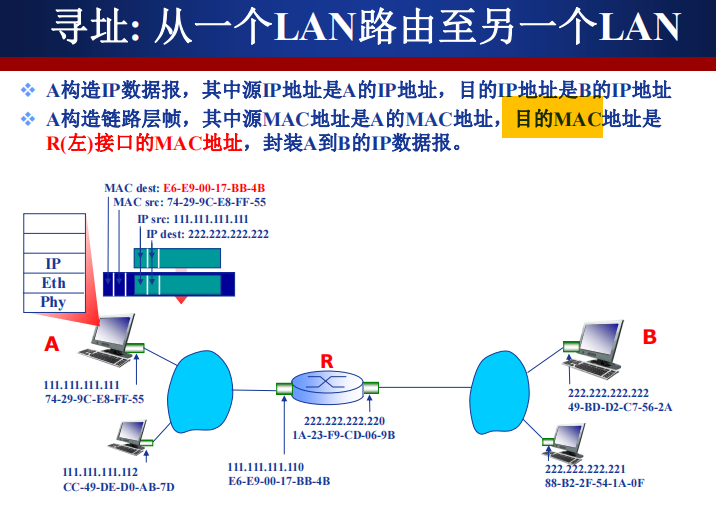 寻址: 从一个LAN路由至另一个LAN
A构造IP数据报，其中源IP地址是A的IP地址，目的IP地址是B的IP地址
A构造链路层帧，其中源MAC地址是A的MAC地址，目的MAC地址是
R(左)接口的MAC地址，封装A到B的IP数据报。
MAC dest: E6-E9-00-17-BB-4B
MAC src: 74-29-9C-E8-FF-55
IP src: 111.111.111.111
IP dest: 222.222.222.222
IP
Eth
Phy
A
B
R
111.111.111.111
74-29-9C-E8-FF-55
222.222.222.222
49-BD-D2-C7-56-2A
222.222.222.220
1A-23-F9-CD-06-9B
111.111.111.112
CC-49-DE-D0-AB-7D
111.111.111.110
E6-E9-00-17-BB-4B
222.222.222.221
88-B2-2F-54-1A-0F